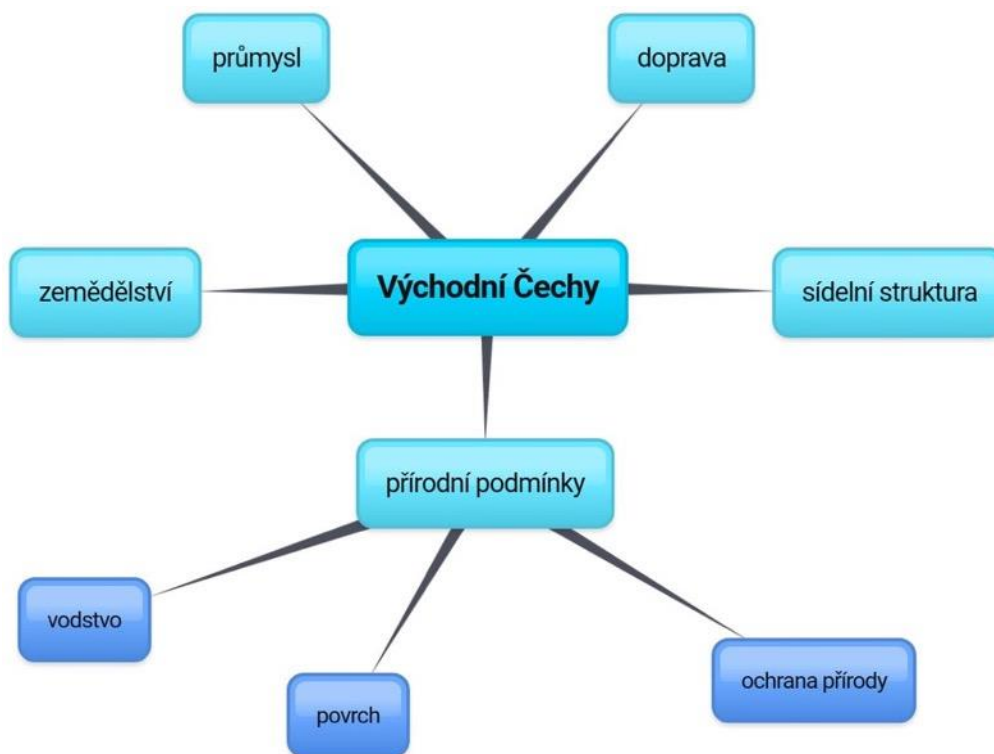 průmysl
doprava
zemědělství
Východní Čechy
sídelní struktura
přírodní podmínky
vodstvo
povrch
ochrana přírody